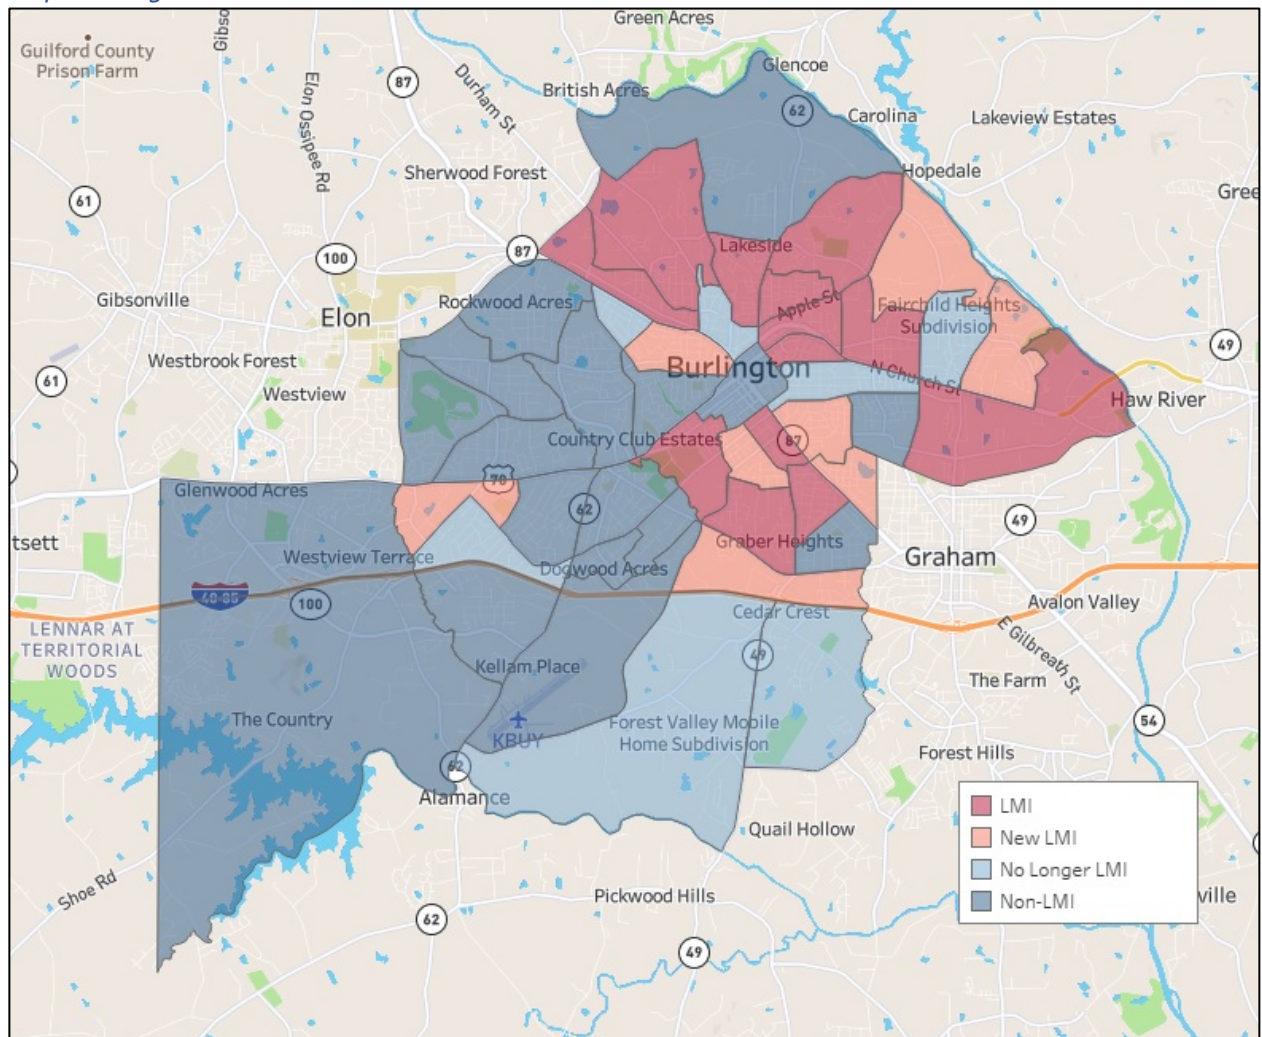 Green Acres
Guilford County
Prison Farm
87
Durham St
Glencoe
British Acres
62
Carolina
Lakeview Estates
Elon Ossipee Rd
Sherwood Forest
Hopedale
61
87
Lakeside
100
Gibsonville
Rockwood Acres
Apple St
Fairchild Heights
Subdivision
Elon
49
Westbrook Forest
Burlington
N Church St
61
Westview
Haw River
Country Club Estates
87
70
Glenwood Acres
62
49
Graber Heights
Westview Terrace
Graham
Dogwood Acres
40-85
100
Cedar Crest
Avalon Valley
LENNAR AT
TERRITORIAL
WOODS
E Gilbreath St
49
Kellam Place
The Farm
The Country
Forest Valley Mobile
Home Subdivision
KBUY
54
Forest Hills
62
Alamance
LMI
New LMI
No Longer LMI
Non-LMI
Quail Hollow
Shoe Rd
Pickwood Hills
ville
62
49